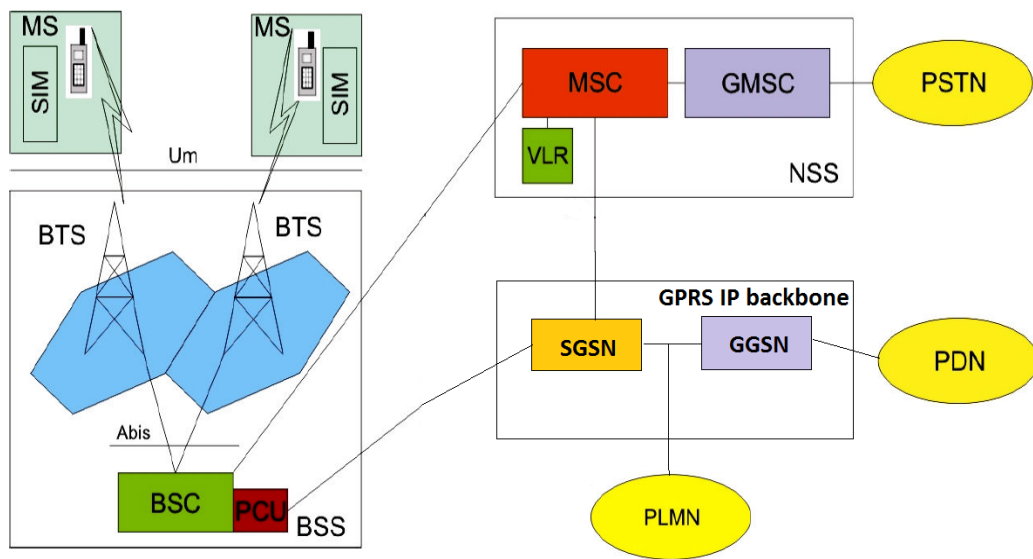 MS
SIM
MS
SIM
Um
BTS
BTS
Abis
BSC
PCU
BSS
MSC
GMSC
PSTN
VLR
NSS
GPRS IP backbone
SGSN
GGSN
PDN
PLMN